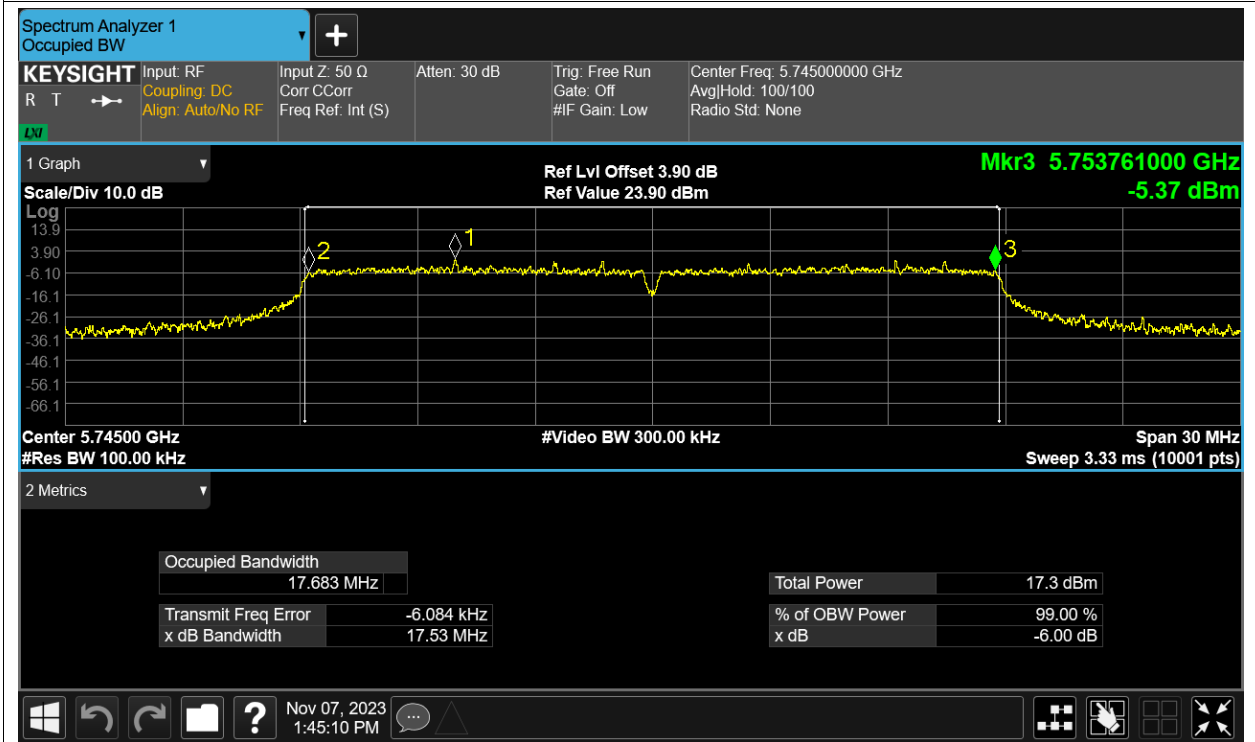 Spectrum Analyzer 1
Occupied BW
KEYSIGHT
R T
LXI
Input: RF
Coupling: DC
Align: Auto/No RF
Input Z: 50 Ω
Corr CCorr
Freq Ref: Int (S)
Atten: 30 dB
Trig: Free Run
Gate: Off
#IF Gain: Low
Center Freq: 5.745000000 GHz
Avg|Hold: 100/100
Radio Std: None
1 Graph
Scale/Div 10.0 dB
Ref Lvl Offset 3.90 dB
Ref Value 23.90 dBm
Mkr3 5.753761000 GHz
-5.37 dBm
Log
13.9
3.90
-6.10
-16.1
-26.1
-36.1
-46.1
-56.1
-66.1
2
1
3
Center 5.74500 GHz
#Res BW 100.00 kHz
#Video BW 300.00 kHz
Span 30 MHz
Sweep 3.33 ms (10001 pts)
2 Metrics
Occupied Bandwidth
17.683 MHz
Transmit Freq Error -6.084 kHz
x dB Bandwidth 17.53 MHz
Total Power 17.3 dBm
% of OBW Power 99.00 %
x dB -6.00 dB
?
Nov 07, 2023
1:45:10 PM